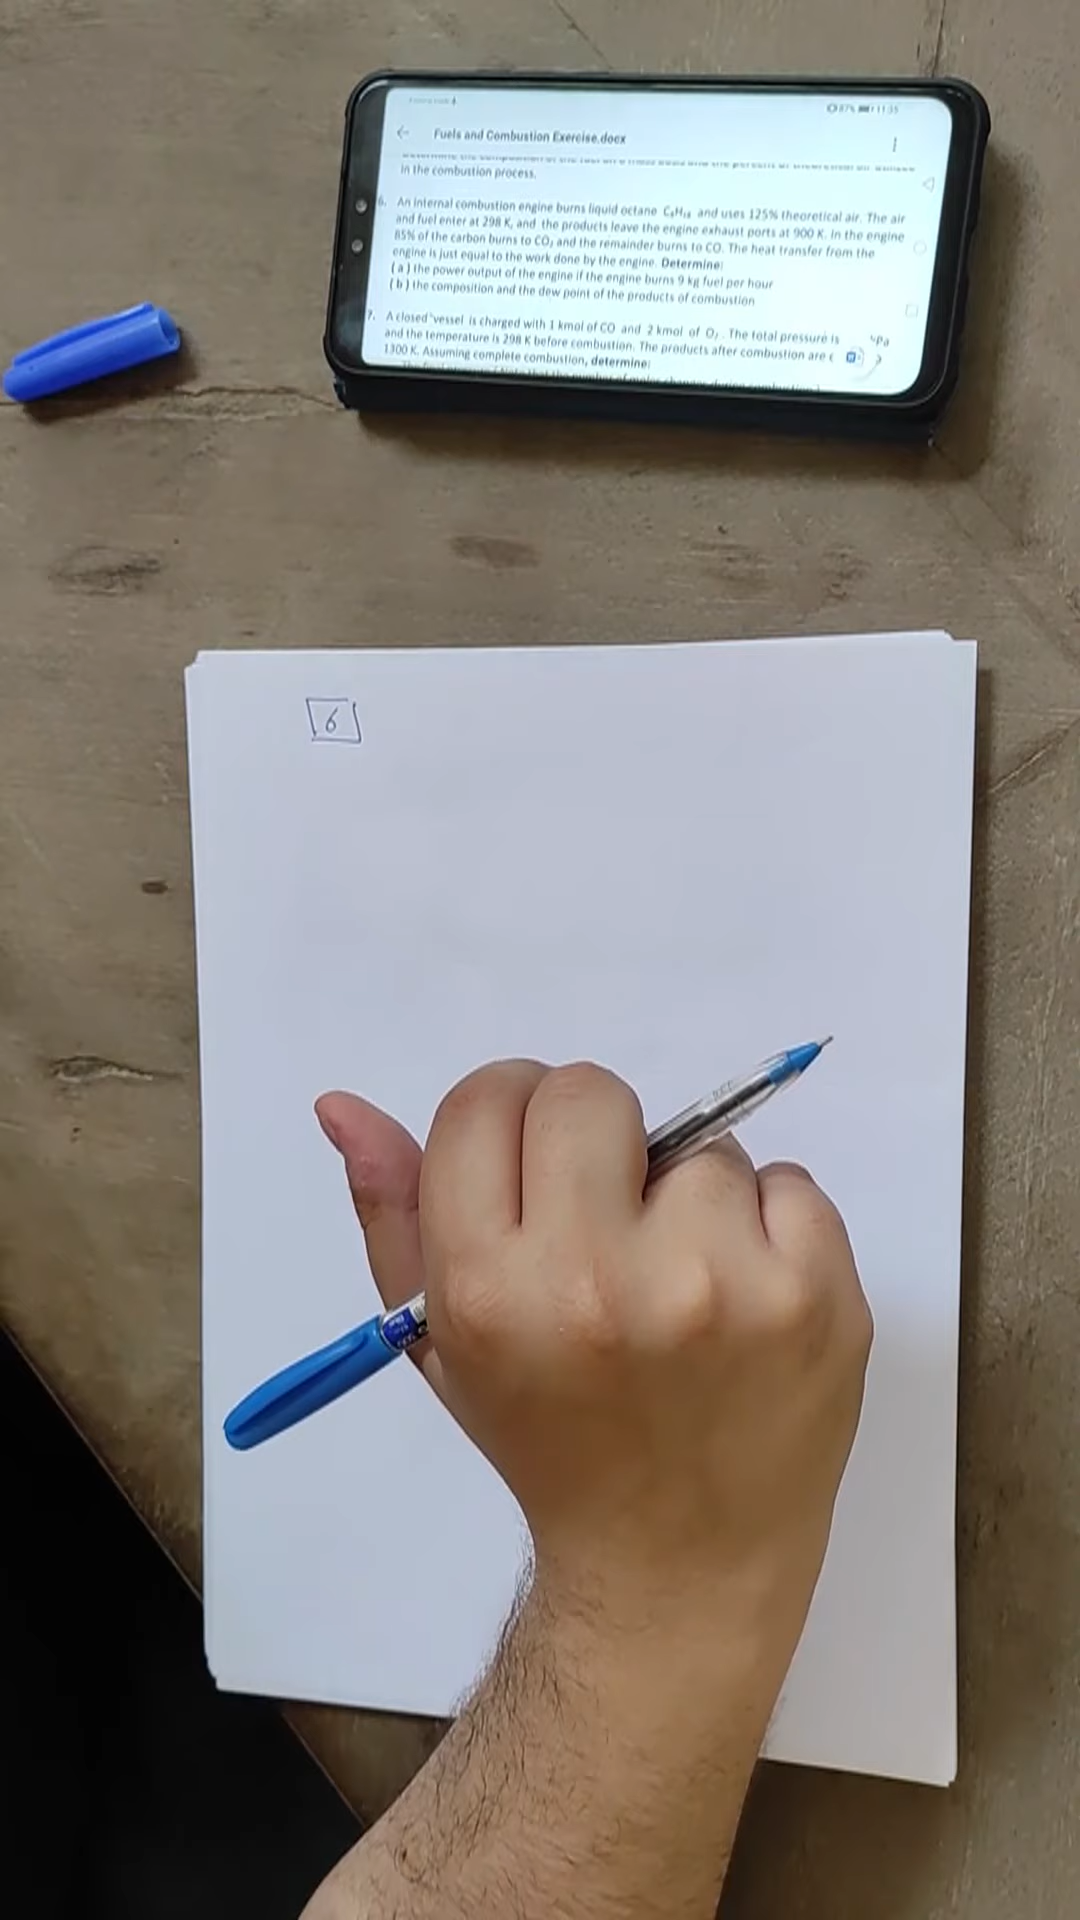 87% 11:35
Fuels and Combustion Exercise.docx
in the combustion process.
6. An internal combustion engine burns liquid octane C₈H₁₈ and uses 125% theoretical air. The air
and fuel enter at 298 K, and the products leave the engine exhaust ports at 900 K. In the engine
85% of the carbon burns to CO₂ and the remainder burns to CO. The heat transfer from the
engine is just equal to the work done by the engine. Determine:
(a) the power output of the engine if the engine burns 9 kg fuel per hour
(b) the composition and the dew point of the products of combustion
7. A closed vessel is charged with 1 kmol of CO and 2 kmol of O₂. The total pressure is
and the temperature is 298 K before combustion. The products after combustion are
1300 K. Assuming complete combustion, determine:
6